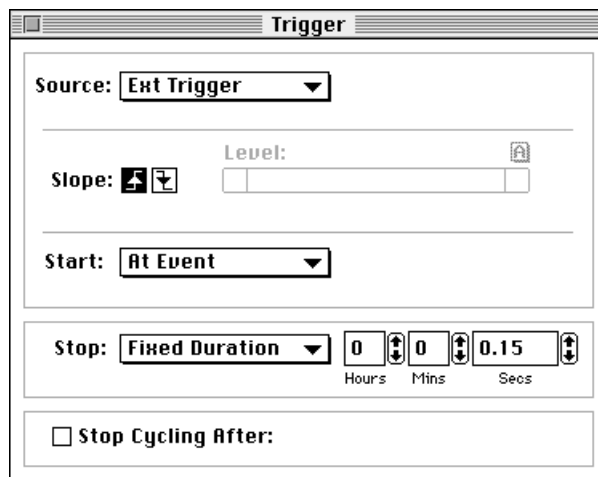 Trigger
Source: Ext Trigger
Level: A
Slope:
Start: At Event
Stop: Fixed Duration 0 0 0.15
Hours Mins Secs
Stop Cycling After: